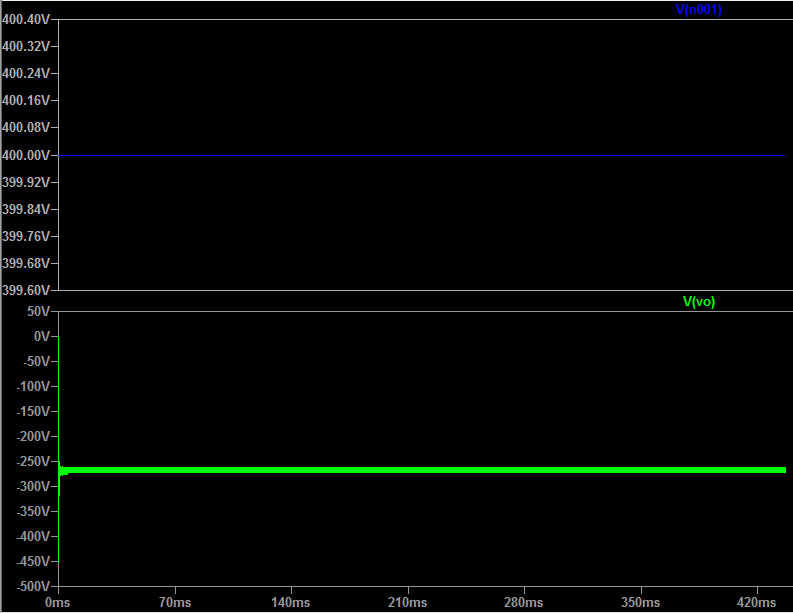 V(n001)
400.40V
400.32V
400.24V
400.16V
400.08V
400.00V
399.92V
399.84V
399.76V
399.68V
399.60V
V(vo)
50V
0V
-50V
-100V
-150V
-200V
-250V
-300V
-350V
-400V
-450V
-500V
0ms 70ms 140ms 210ms 280ms 350ms 420ms